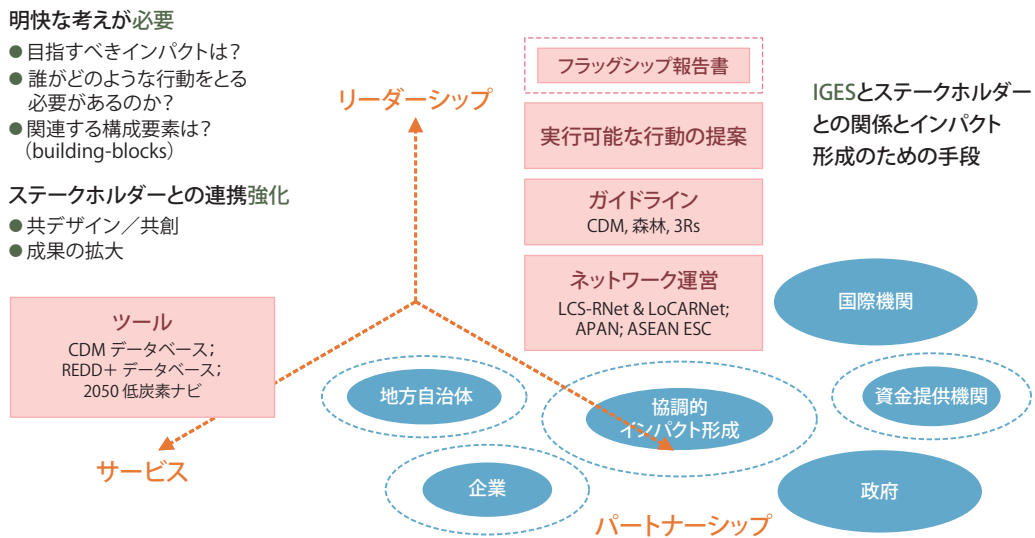 明快な考えが必要
● 目指すべきインパクトは？
● 誰がどのような行動をとる
必要があるのか？
● 関連する構成要素は？
（building-blocks）
ステークホルダーとの連携強化
● 共デザイン／共創
● 成果の拡大
リーダーシップ
フラッグシップ報告書
実行可能な行動の提案
ガイドライン
CDM, 森林, 3Rs
ネットワーク運営
LCS-RNet & LoCARNet;
APAN; ASEAN ESC
IGESとステークホルダー
との関係とインパクト
形成のための手段
ツール
CDM データベース；
REDD＋ データベース；
2050 低炭素ナビ
サービス
国際機関
地方自治体
協調的
インパクト形成
資金提供機関
企業
政府
パートナーシップ